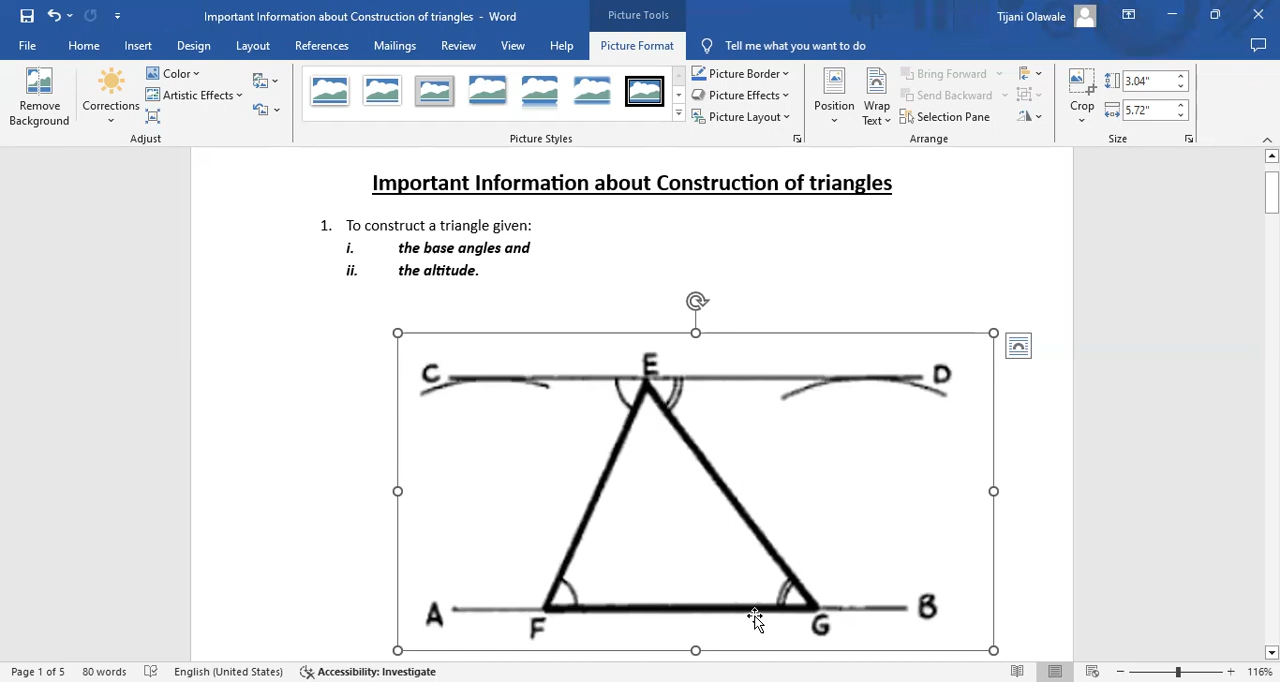 Important Information about Construction of triangles - Word
Picture Tools
Tijani Olawale
File Home Insert Design Layout References Mailings Review View Help Picture Format Tell me what you want to do
Remove Background
Corrections
Color
Artistic Effects
Adjust
Picture Styles
Picture Border
Picture Effects
Picture Layout
Position
Wrap Text
Bring Forward
Send Backward
Selection Pane
Arrange
Crop
3.04"
5.72"
Size
Important Information about Construction of triangles
1. To construct a triangle given:
i. the base angles and
ii. the altitude.
C E D
A F G B
Page 1 of 5 80 words English (United States) Accessibility: Investigate 116%